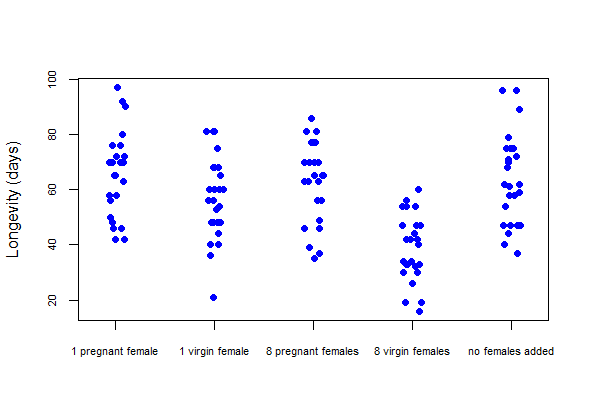 Longevity (days)
100
80
60
40
20
1 pregnant female
1 virgin female
8 pregnant females
8 virgin females
no females added